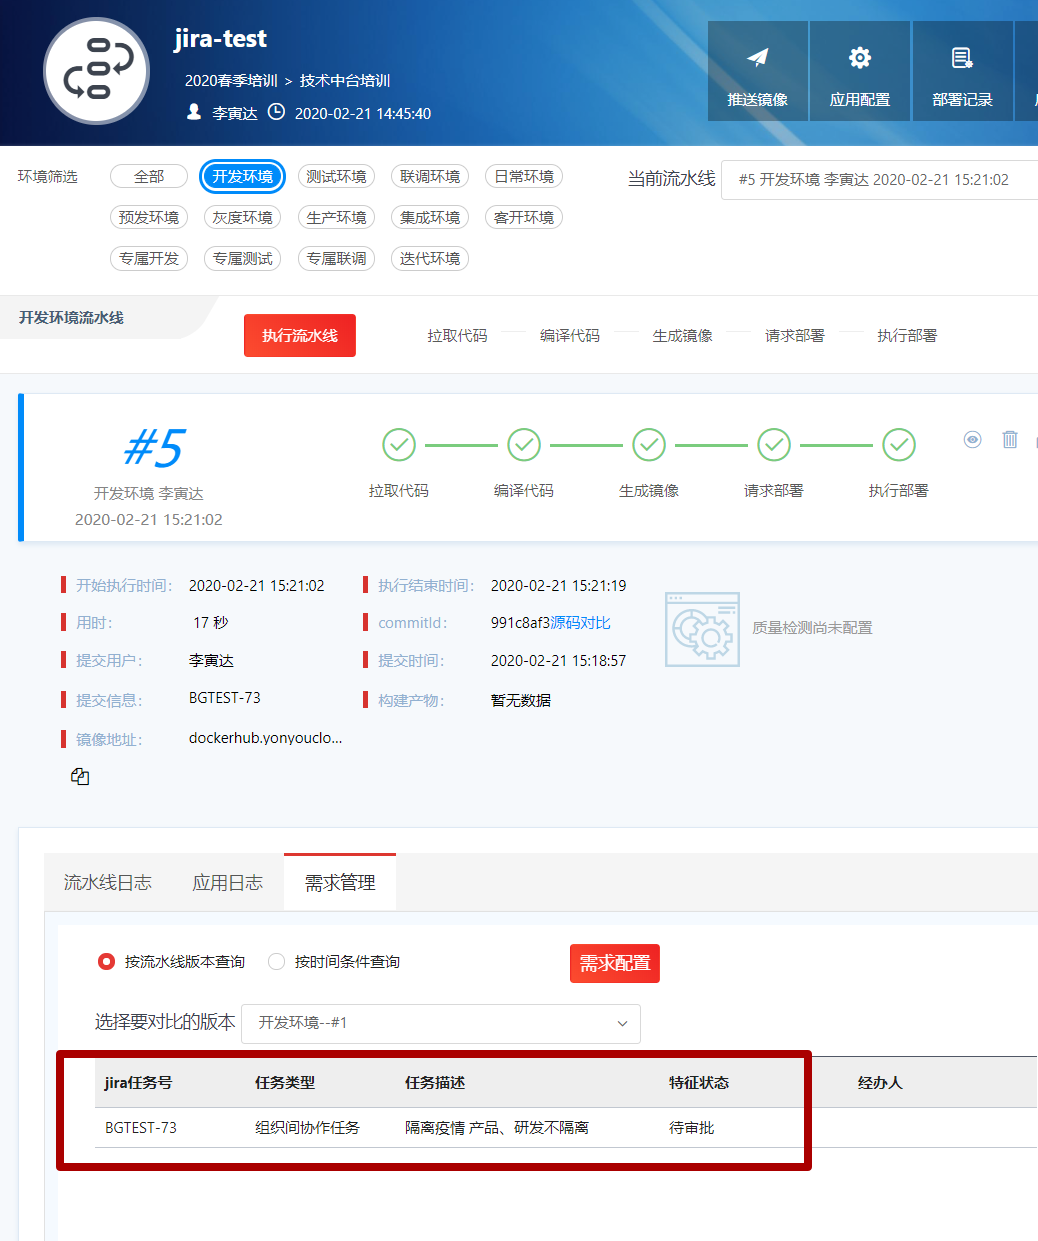 jira-test
2020春季培训 > 技术中台培训
李寅达 2020-02-21 14:45:40
推送镜像 应用配置 部署记录
环境筛选 全部 开发环境 测试环境 联调环境 日常环境
当前流水线 #5 开发环境 李寅达 2020-02-21 15:21:02
预发环境 灰度环境 生产环境 集成环境 客开环境
专属开发 专属测试 专属联调 迭代环境
开发环境流水线
执行流水线 拉取代码 编译代码 生成镜像 请求部署 执行部署
#5
开发环境 李寅达
2020-02-21 15:21:02
拉取代码 编译代码 生成镜像 请求部署 执行部署
开始执行时间: 2020-02-21 15:21:02 执行结束时间: 2020-02-21 15:21:19
用时: 17 秒 commitId: 991c8af3源码对比
质量检测尚未配置
提交用户: 李寅达 提交时间: 2020-02-21 15:18:57
提交信息: BGTEST-73 构建产物: 暂无数据
镜像地址: dockerhub.yonyouclo...
流水线日志 应用日志 需求管理
按流水线版本查询 按时间条件查询 需求配置
选择要对比的版本 开发环境--#1
jira任务号 任务类型 任务描述 特征状态 经办人
BGTEST-73 组织间协作任务 隔离疫情 产品、研发不隔离 待审批